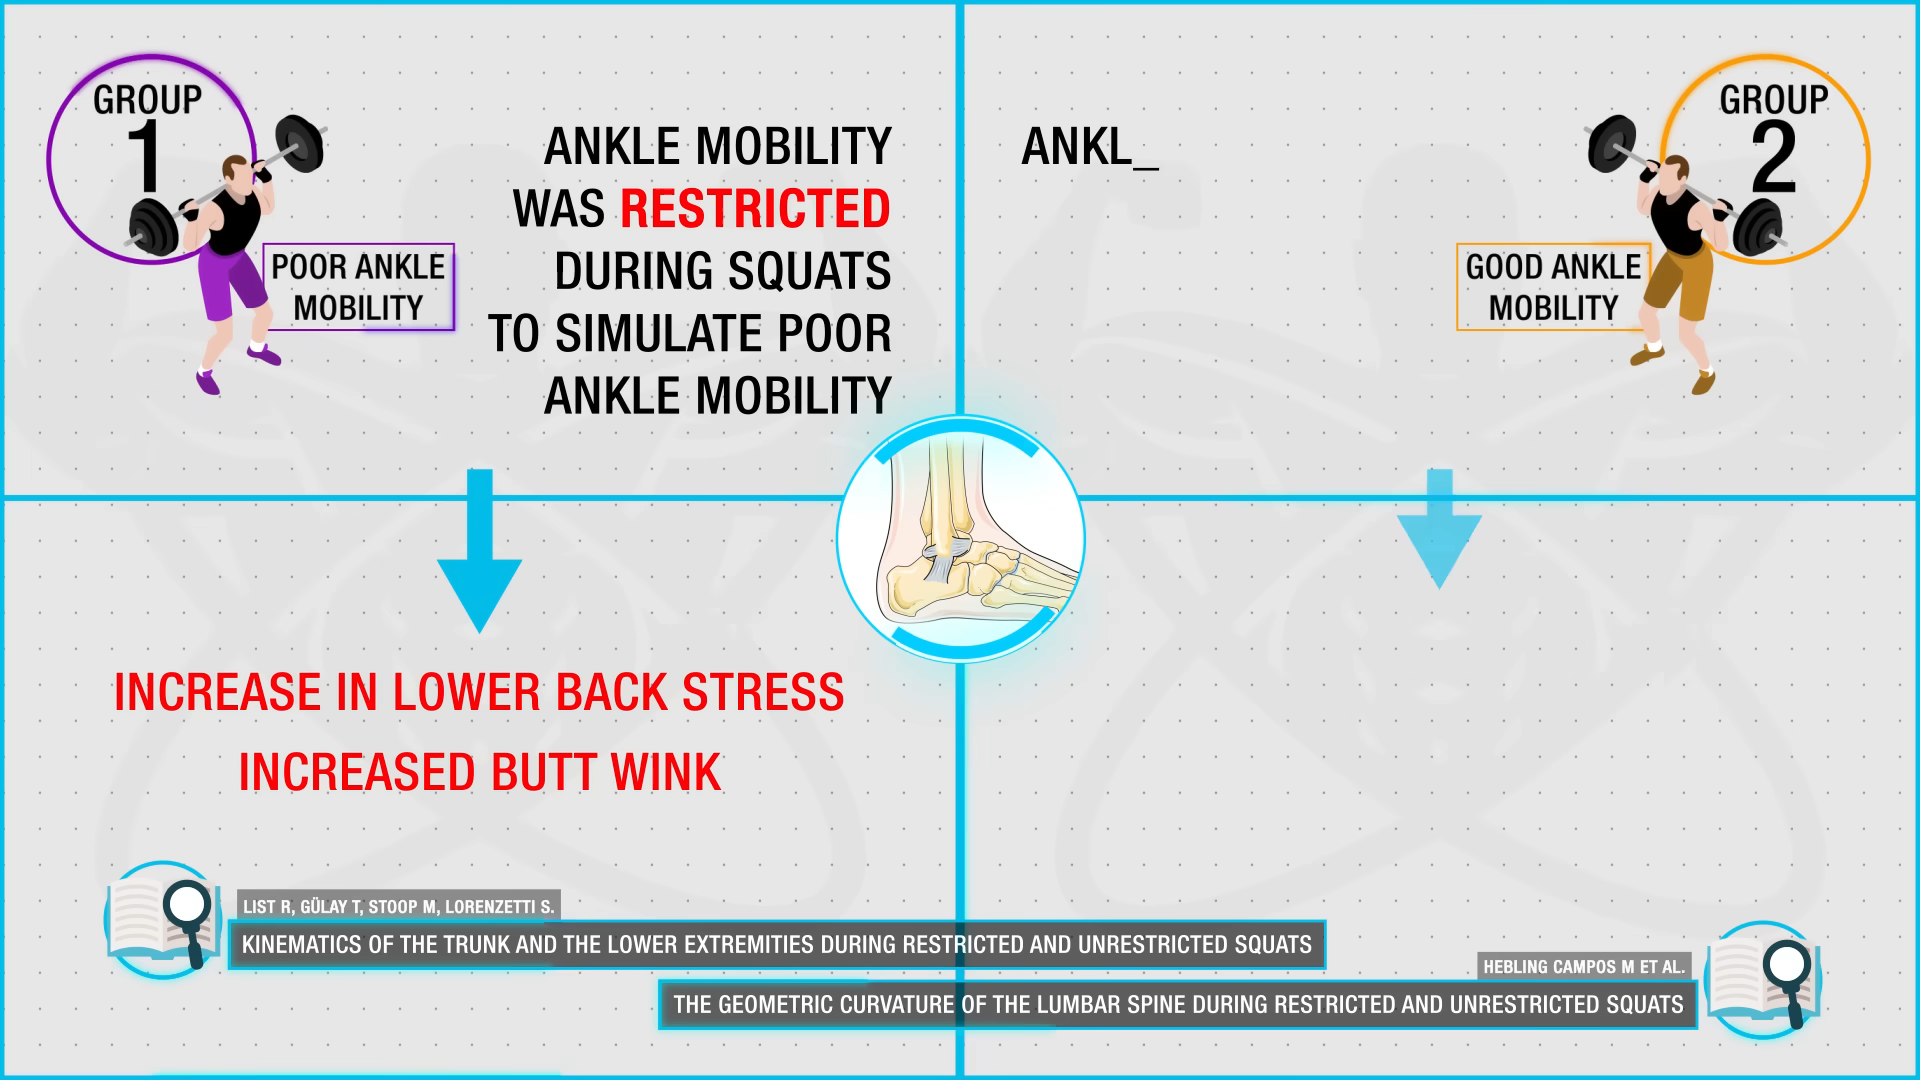 GROUP
1
POOR ANKLE
MOBILITY
ANKLE MOBILITY
WAS RESTRICTED
DURING SQUATS
TO SIMULATE POOR
ANKLE MOBILITY
ANKL_
GROUP
2
GOOD ANKLE
MOBILITY
INCREASE IN LOWER BACK STRESS
INCREASED BUTT WINK
LIST R, GÜLAY T, STOOP M, LORENZETTI S.
KINEMATICS OF THE TRUNK AND THE LOWER EXTREMITIES DURING RESTRICTED AND UNRESTRICTED SQUATS
HEBLING CAMPOS M ET AL.
THE GEOMETRIC CURVATURE OF THE LUMBAR SPINE DURING RESTRICTED AND UNRESTRICTED SQUATS